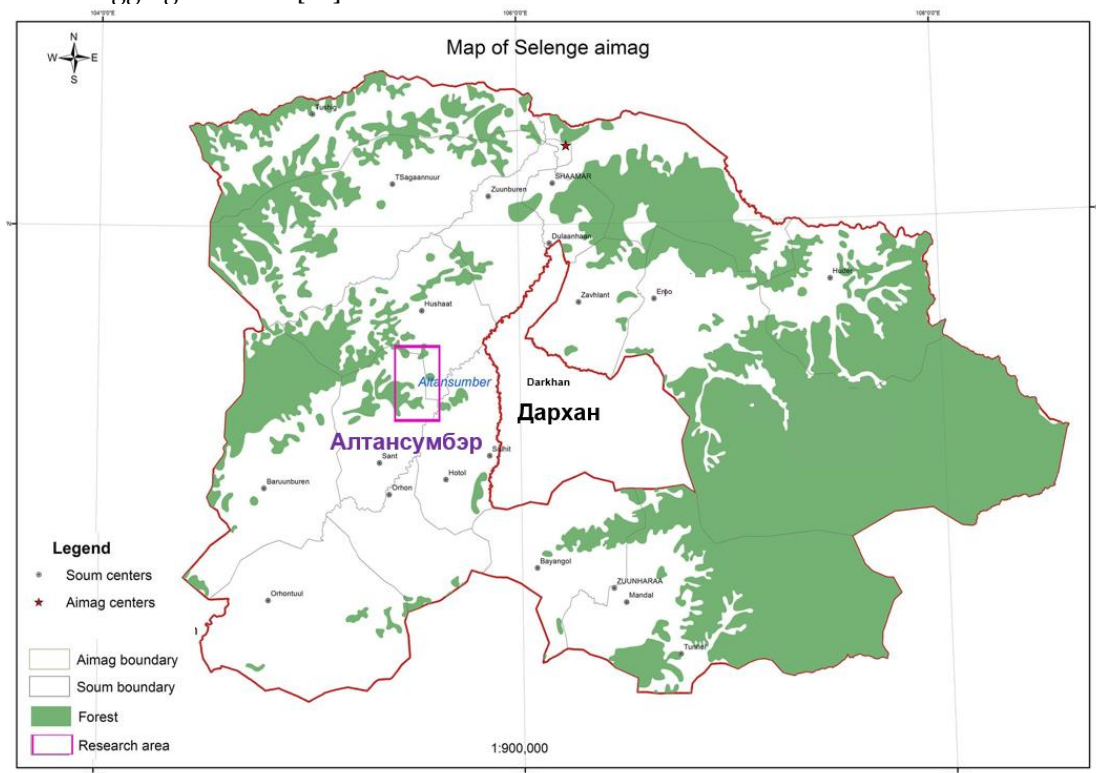 104°0'0"E
106°0'0"E
108°0'0"E
N
W E
S
Map of Selenge aimag
Tushig
TSagaannuur
Zuunburen
SHAAMAR
Dulaanhaan
Huder
Zavhlant
Eröo
Hushaat
Altansumber
Darkhan
Дархан
Алтансумбэр
Sant
Saihit
Hotol
Baruunburen
Orhon
Bayangol
ZUUNHARAA
Mandal
Orhontuul
Tunhel
Legend
Soum centers
Aimag centers
Aimag boundary
Soum boundary
Forest
Research area
1:900,000